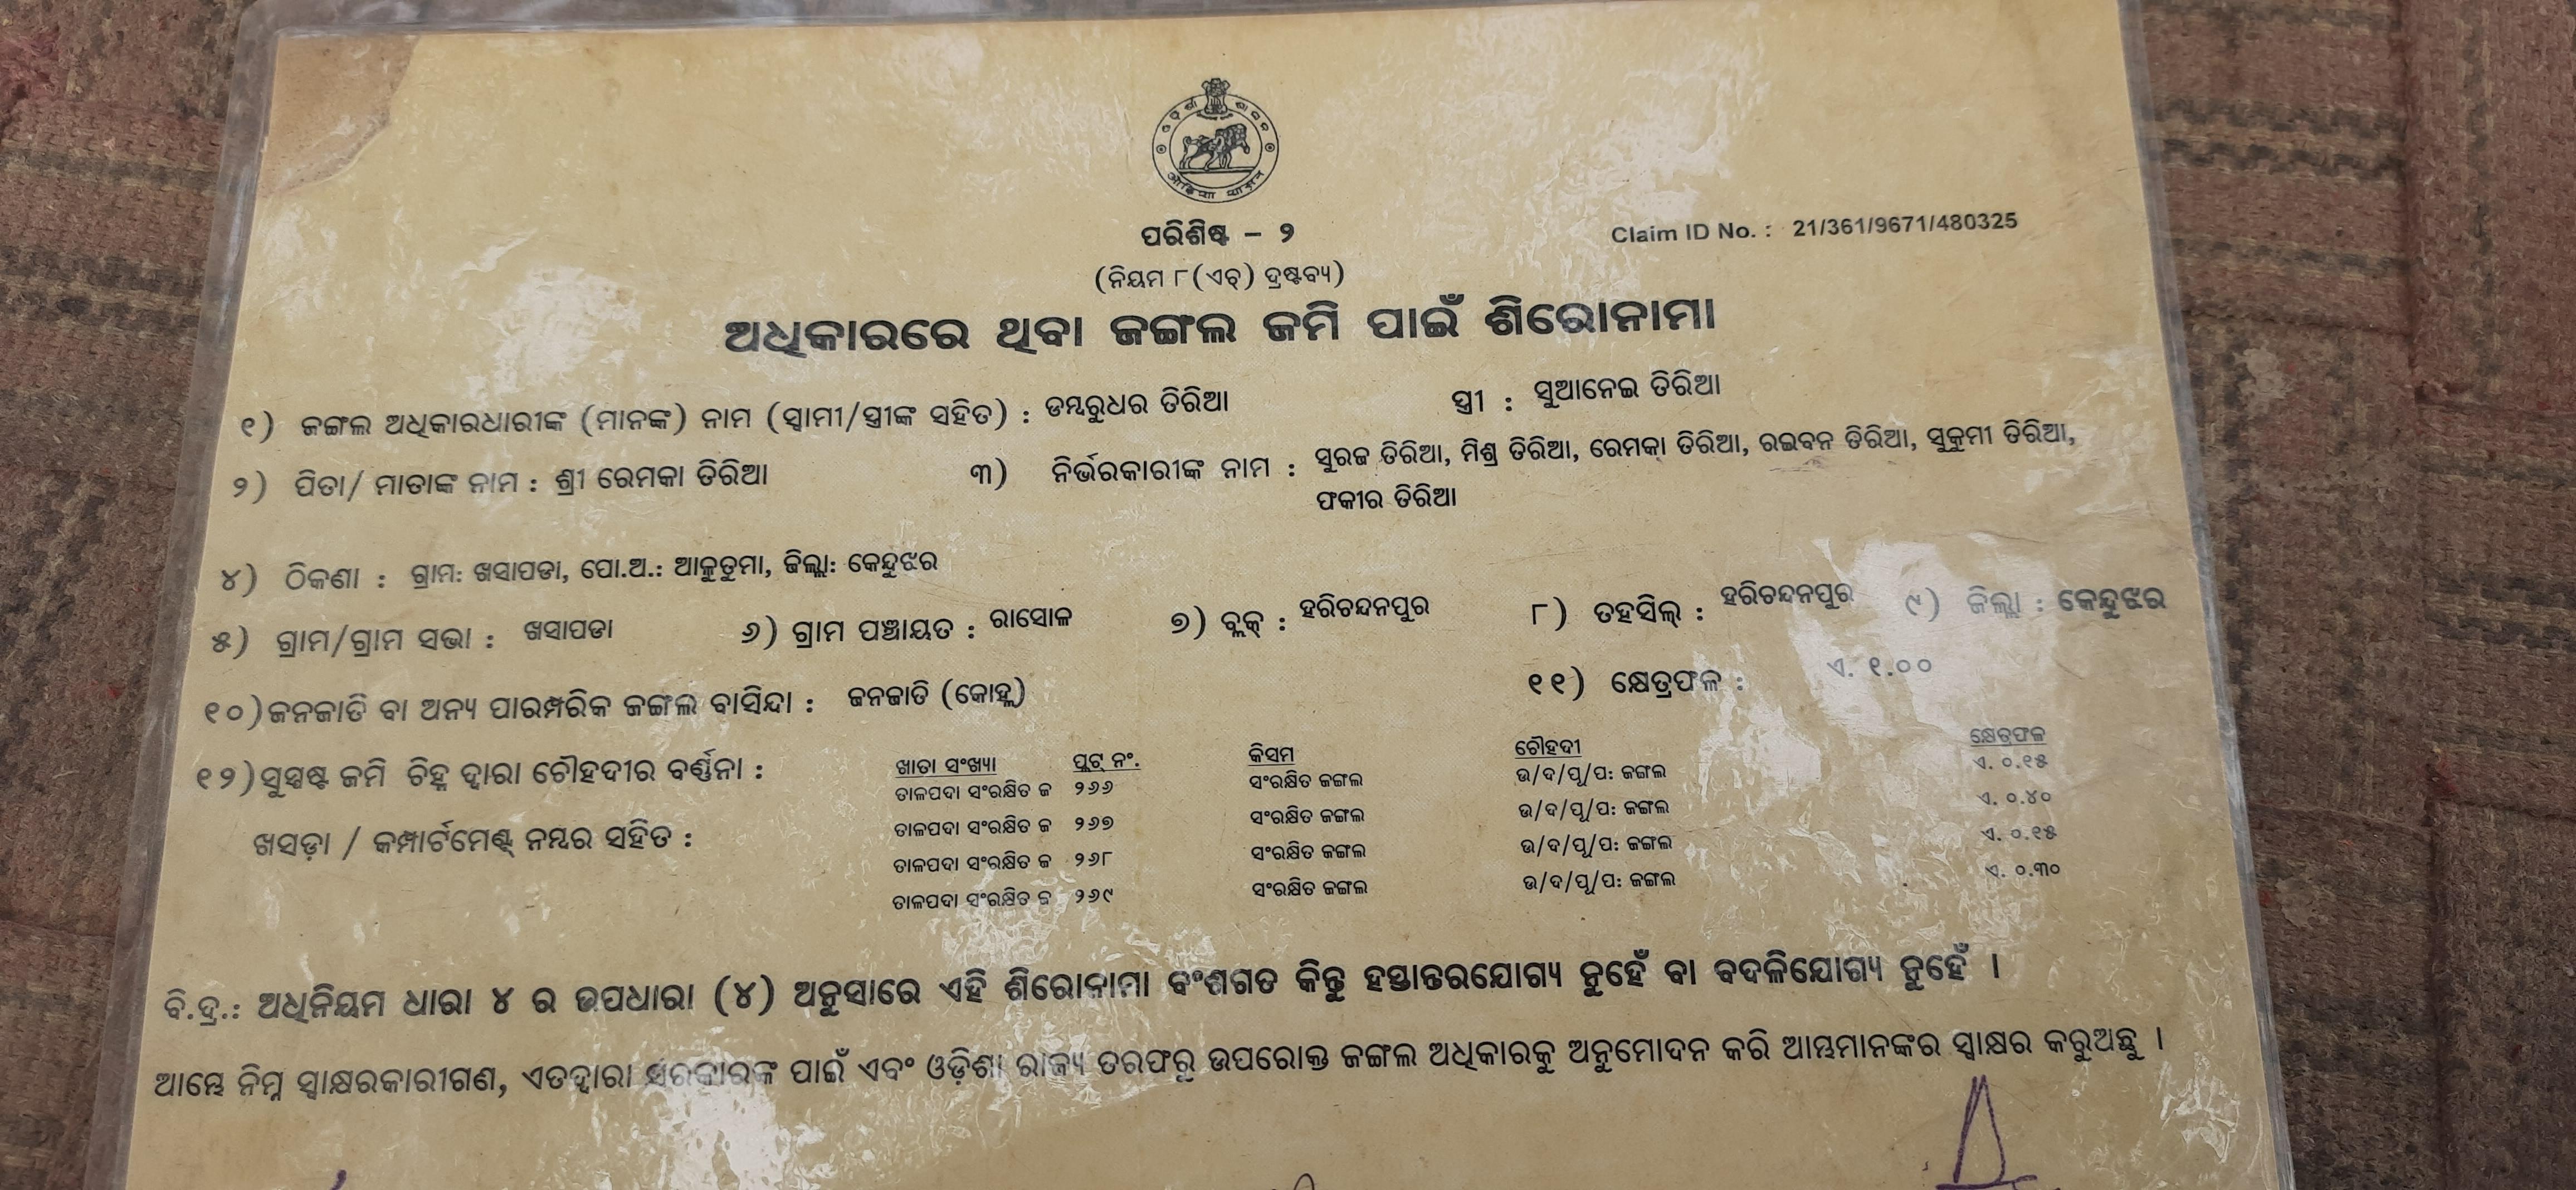 ଓଡ଼ିଶା ଶାସନ
ପରିଶିଷ୍ଟ – ୨
Claim ID No. : 21/361/9671/480325
(ନିୟମ ୮(ଏଚ୍) ଦ୍ରଷ୍ଟବ୍ୟ)
ଅଧିକାରରେ ଥିବା ଜଙ୍ଗଲ ଜମି ପାଇଁ ଶିରୋନାମା
୧) ଜଙ୍ଗଲ ଅଧିକାରଧାରୀଙ୍କ (ମାନଙ୍କ) ନାମ (ସ୍ୱାମୀ/ସ୍ତ୍ରୀଙ୍କ ସହିତ) : ଡମ୍ବରୁଧର ତିରିଆ ସ୍ତ୍ରୀ : ସୁଆନେଇ ତିରିଆ
୨) ପିତା/ ମାତାଙ୍କ ନାମ : ଶ୍ରୀ ରେମକା ତିରିଆ ୩) ନିର୍ଭରକାରୀଙ୍କ ନାମ : ସୁରଜ ତିରିଆ, ମିଶ୍ର ତିରିଆ, ରେମକା ତିରିଆ, ରଇବନ ତିରିଆ, ସୁକୁମୀ ତିରିଆ,
ଫକୀର ତିରିଆ
୪) ଠିକଣା : ଗ୍ରାମ: ଖସାପଡା, ପୋ.ଅ.: ଆଳୁତୁମା, ଜିଲ୍ଲା: କେନ୍ଦୁଝର
୫) ଗ୍ରାମ/ଗ୍ରାମ ସଭା : ଖସାପଡା ୬) ଗ୍ରାମ ପଞ୍ଚାୟତ : ରାସୋଳ ୭) ବ୍ଲକ୍ : ହରିଚନ୍ଦନପୁର ୮) ତହସିଲ୍ : ହରିଚନ୍ଦନପୁର ୯) ଜିଲ୍ଲା : କେନ୍ଦୁଝର
୧୦)ଜନଜାତି ବା ଅନ୍ୟ ପାରମ୍ପରିକ ଜଙ୍ଗଲ ବାସିନ୍ଦା : ଜନଜାତି (କୋହ୍ଲ) ୧୧) କ୍ଷେତ୍ରଫଳ : ଏ. ୧.୦୦
୧୨)ସୁସ୍ପଷ୍ଟ ଜମି ଚିହ୍ନ ଦ୍ୱାରା ଚୌହଦୀର ବର୍ଣ୍ଣନା :
ଖସଡ଼ା / କମ୍ପାର୍ଟମେଣ୍ଟ୍ ନମ୍ବର ସହିତ :
ଖାତା ସଂଖ୍ୟା ପ୍ଲଟ୍ ନଂ. କିସମ ଚୌହଦୀ କ୍ଷେତ୍ରଫଳ
ତାଳପଦା ସଂରକ୍ଷିତ ଜ ୨୬୬ ସଂରକ୍ଷିତ ଜଙ୍ଗଲ ଉ/ଦ/ପୂ/ପ: ଜଙ୍ଗଲ ଏ. ୦.୧୫
ତାଳପଦା ସଂରକ୍ଷିତ ଜ ୨୬୭ ସଂରକ୍ଷିତ ଜଙ୍ଗଲ ଉ/ଦ/ପୂ/ପ: ଜଙ୍ଗଲ ଏ. ୦.୪୦
ତାଳପଦା ସଂରକ୍ଷିତ ଜ ୨୬୮ ସଂରକ୍ଷିତ ଜଙ୍ଗଲ ଉ/ଦ/ପୂ/ପ: ଜଙ୍ଗଲ ଏ. ୦.୧୫
ତାଳପଦା ସଂରକ୍ଷିତ ଜ ୨୬୯ ସଂରକ୍ଷିତ ଜଙ୍ଗଲ ଉ/ଦ/ପୂ/ପ: ଜଙ୍ଗଲ ଏ. ୦.୩୦
ବି.ଦ୍ର.: ଅଧିନିୟମ ଧାରା ୪ ର ଉପଧାରା (୪) ଅନୁସାରେ ଏହି ଶିରୋନାମା ବଂଶଗତ କିନ୍ତୁ ହସ୍ତାନ୍ତରଯୋଗ୍ୟ ନୁହେଁ ବା ବଦଳିଯୋଗ୍ୟ ନୁହେଁ ।
ଆମ୍ଭେ ନିମ୍ନ ସ୍ୱାକ୍ଷରକାରୀଗଣ, ଏତଦ୍ୱାରା ସରକାରଙ୍କ ପାଇଁ ଏବଂ ଓଡ଼ିଶା ରାଜ୍ୟ ତରଫରୁ ଉପରୋକ୍ତ ଜଙ୍ଗଲ ଅଧିକାରକୁ ଅନୁମୋଦନ କରି ଆମ୍ଭମାନଙ୍କର ସ୍ୱାକ୍ଷର କରୁଅଛୁ ।